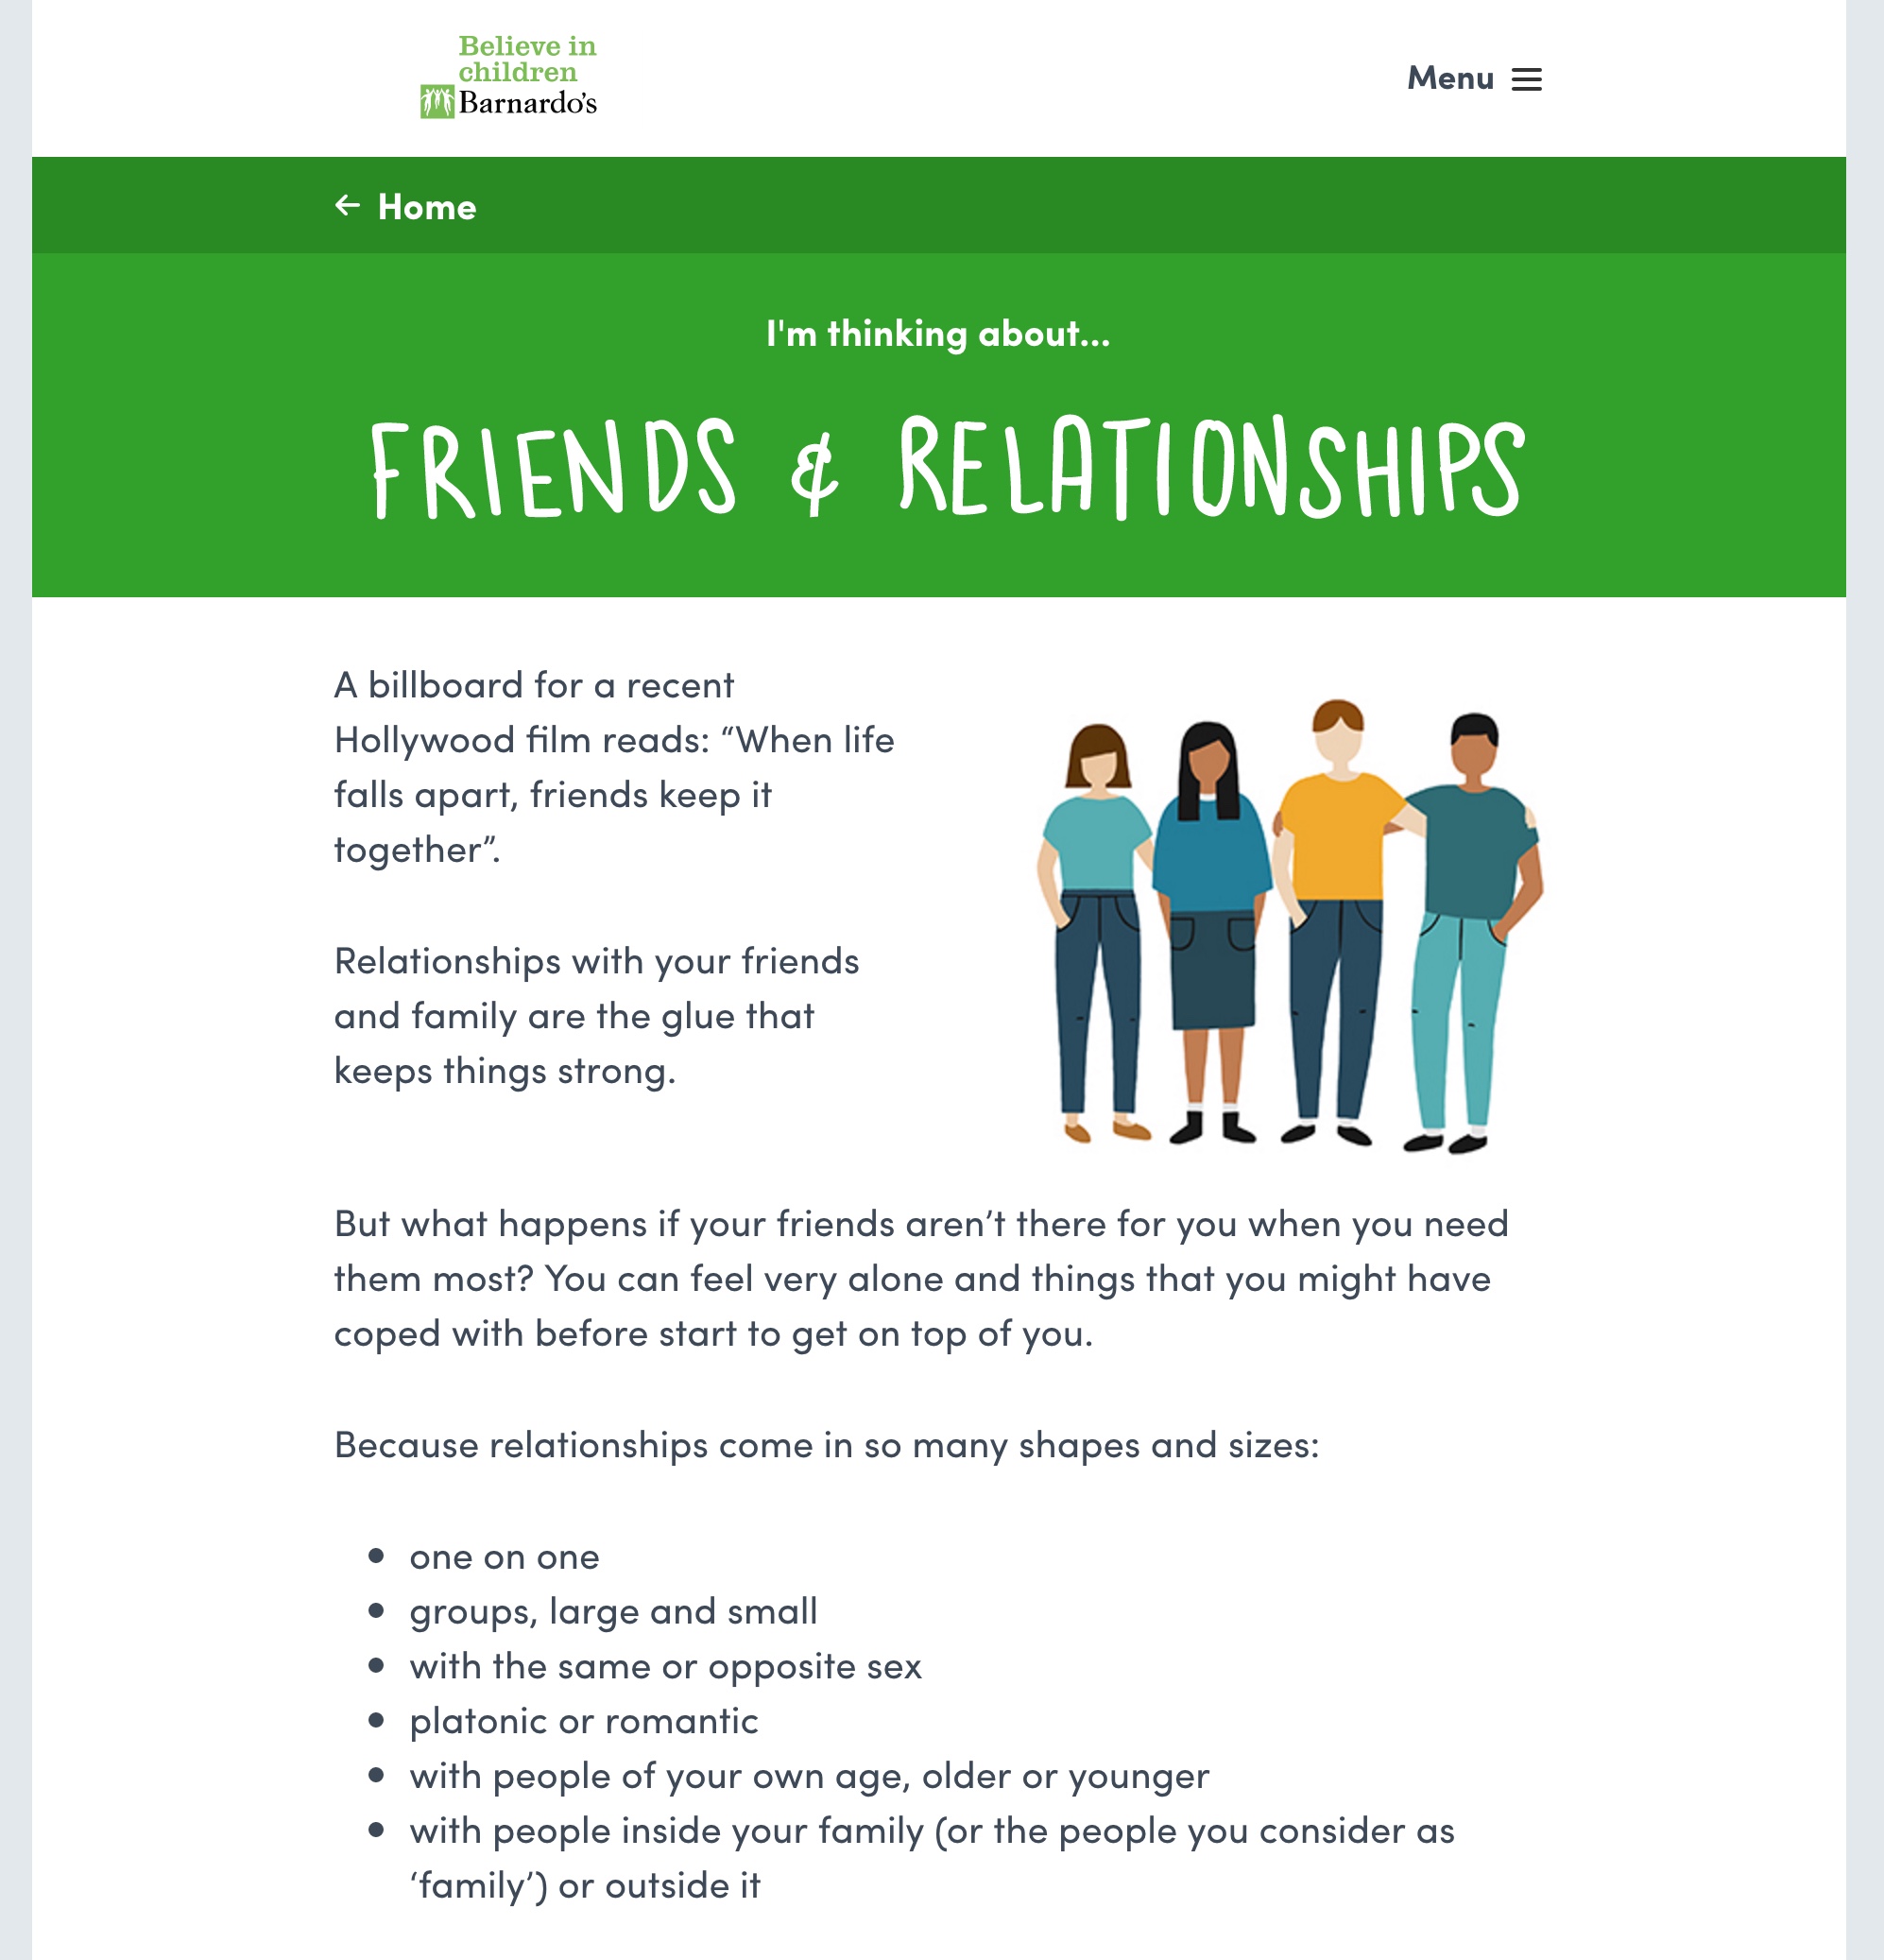 Believe in
children
Barnardo’s
Menu
Home
I'm thinking about...
FRIENDS & RELATIONSHIPS
A billboard for a recent
Hollywood film reads: “When life
falls apart, friends keep it
together”.
Relationships with your friends
and family are the glue that
keeps things strong.
But what happens if your friends aren’t there for you when you need
them most? You can feel very alone and things that you might have
coped with before start to get on top of you.
Because relationships come in so many shapes and sizes:
one on one
groups, large and small
with the same or opposite sex
platonic or romantic
with people of your own age, older or younger
with people inside your family (or the people you consider as
‘family’) or outside it